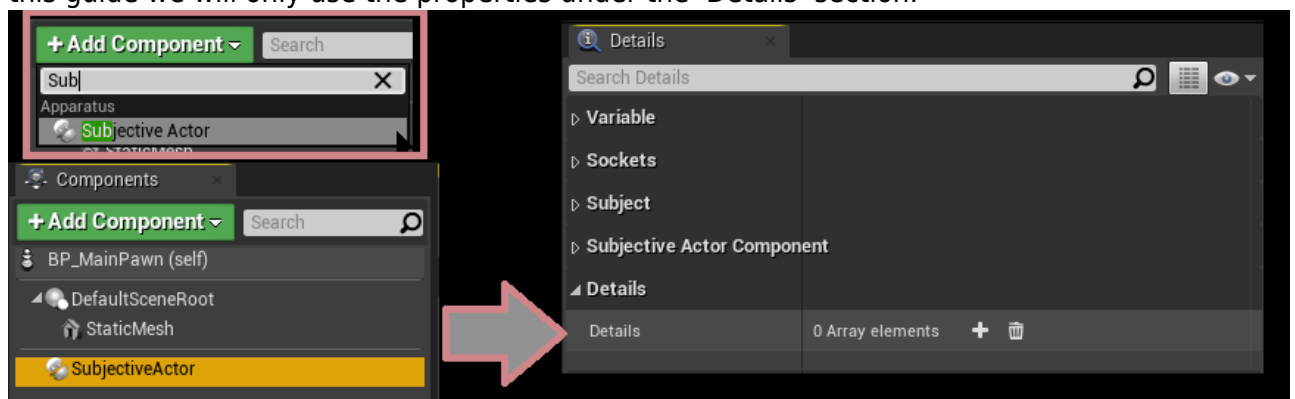 this guide we will only use the properties under the "Details" section.
+ Add Component
Search
Sub
Apparatus
Subjective Actor
StaticMesh
Components
+ Add Component
Search
BP_MainPawn (self)
DefaultSceneRoot
StaticMesh
SubjectiveActor
Details
Search Details
Variable
Sockets
Subject
Subjective Actor Component
Details
Details 0 Array elements